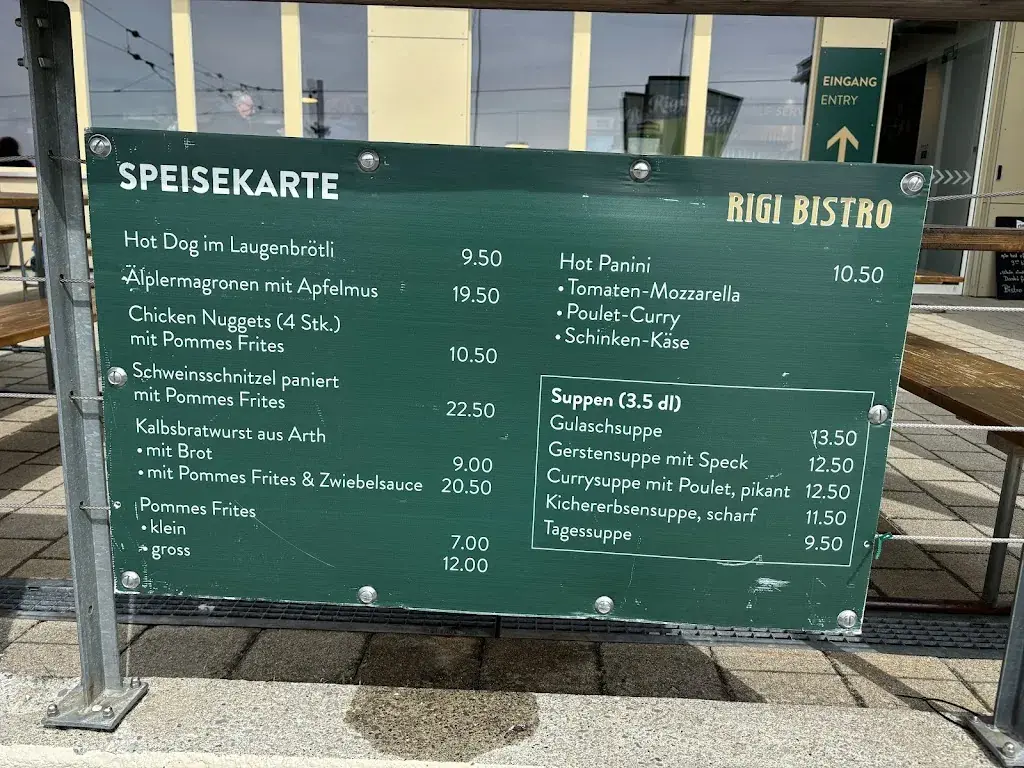 EINGANG
ENTRY
SPEISEKARTE
RIGI BISTRO
Hot Dog im Laugenbrötli 9.50
Älplermagronen mit Apfelmus 19.50
Chicken Nuggets (4 Stk.)
mit Pommes Frites 10.50
Schweinsschnitzel paniert
mit Pommes Frites 22.50
Kalbsbratwurst aus Arth
• mit Brot 9.00
• mit Pommes Frites & Zwiebelsauce 20.50
Pommes Frites
• klein 7.00
• gross 12.00
Hot Panini 10.50
• Tomaten-Mozzarella
• Poulet-Curry
• Schinken-Käse
Suppen (3.5 dl)
Gulaschsuppe 13.50
Gerstensuppe mit Speck 12.50
Currysuppe mit Poulet, pikant 12.50
Kichererbsensuppe, scharf 11.50
Tagessuppe 9.50